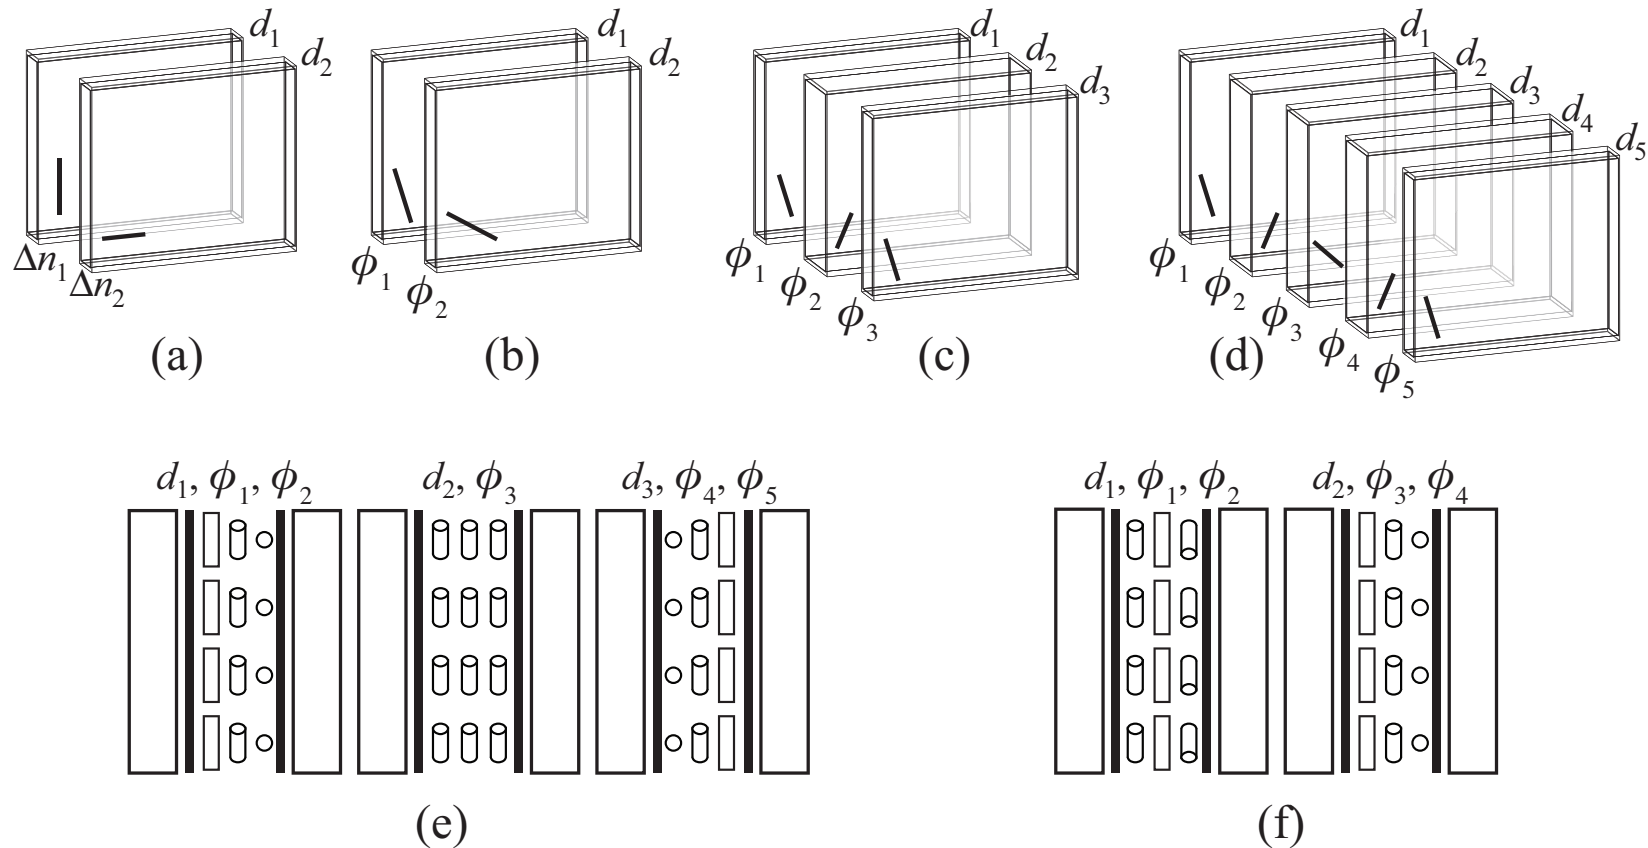 d₁
d₂
Δn₁
Δn₂
(a)
d₁
d₂
ϕ₁
ϕ₂
(b)
d₁
d₂
d₃
ϕ₁
ϕ₂
ϕ₃
(c)
d₁
d₂
d₃
d₄
d₅
ϕ₁
ϕ₂
ϕ₃
ϕ₄
ϕ₅
(d)
d₁, ϕ₁, ϕ₂
d₂, ϕ₃
d₃, ϕ₄, ϕ₅
(e)
d₁, ϕ₁, ϕ₂
d₂, ϕ₃, ϕ₄
(f)